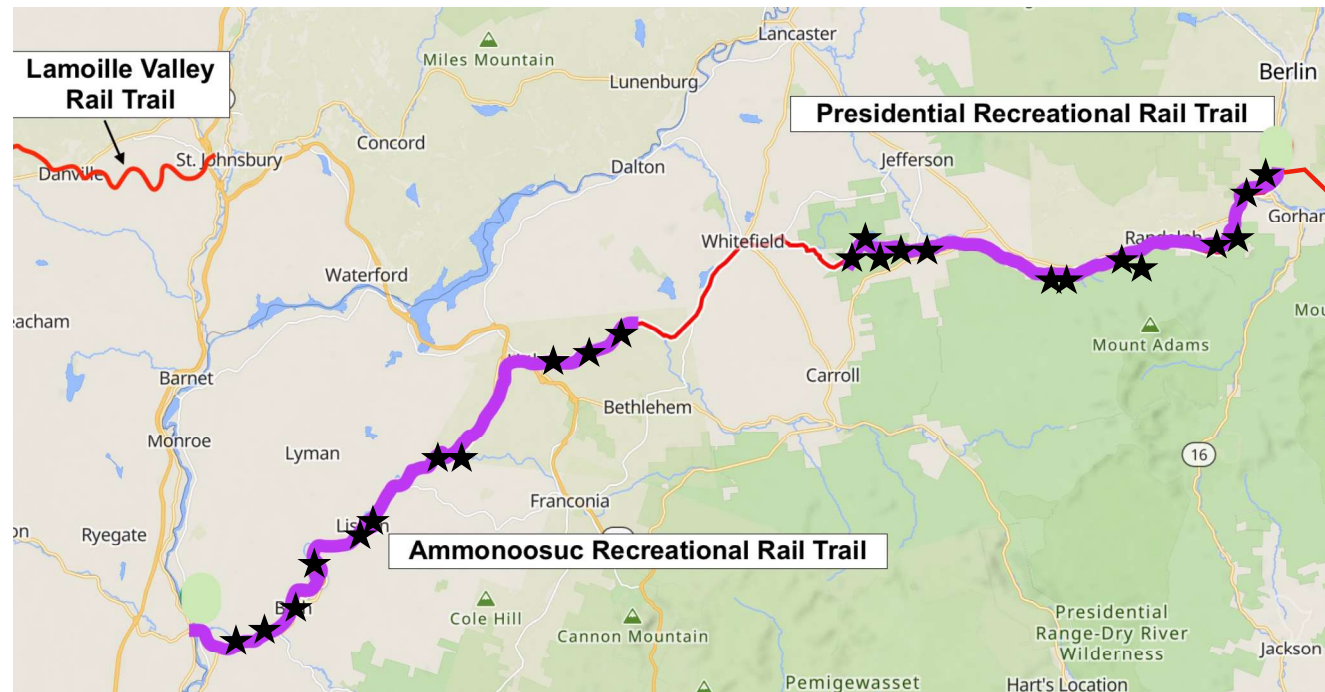 Lancaster
Miles Mountain
Lunenburg
Berlin
Lamoille Valley
Rail Trail
Presidential Recreational Rail Trail
Concord
St. Johnsbury
Danville
Dalton
Jefferson
Gorham
Whitefield
Randolph
Waterford
Mount Adams
Barnet
Carroll
Bethlehem
Monroe
Lyman
16
Franconia
Ryegate
Lisbon
Ammonoosuc Recreational Rail Trail
Bath
Cole Hill
Cannon Mountain
Presidential
Range-Dry River
Wilderness
Jackson
Pemigewasset
Hart's Location